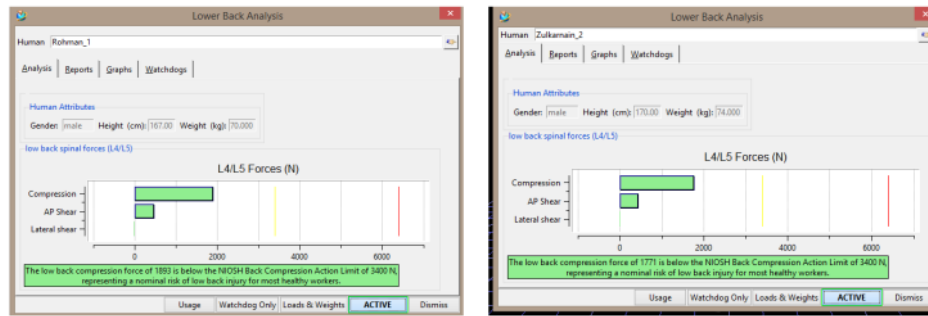 Lower Back Analysis
Human Rohman_1
Analysis Reports Graphs Watchdogs
Human Attributes
Gender: male Height (cm): 167.00 Weight (kg): 70.000
low back spinal forces (L4/L5)
L4/L5 Forces (N)
Compression
AP Shear
Lateral shear
0 2000 4000 6000
The low back compression force of 1893 is below the NIOSH Back Compression Action Limit of 3400 N,
representing a nominal risk of low back injury for most healthy workers.
Usage Watchdog Only Loads & Weights ACTIVE Dismiss
Lower Back Analysis
Human Zulkarnain_2
Analysis Reports Graphs Watchdogs
Human Attributes
Gender: male Height (cm): 170.00 Weight (kg): 74.000
low back spinal forces (L4/L5)
L4/L5 Forces (N)
Compression
AP Shear
Lateral shear
0 2000 4000 6000
The low back compression force of 1771 is below the NIOSH Back Compression Action Limit of 3400 N,
representing a nominal risk of low back injury for most healthy workers.
Usage Watchdog Only Loads & Weights ACTIVE Dismiss